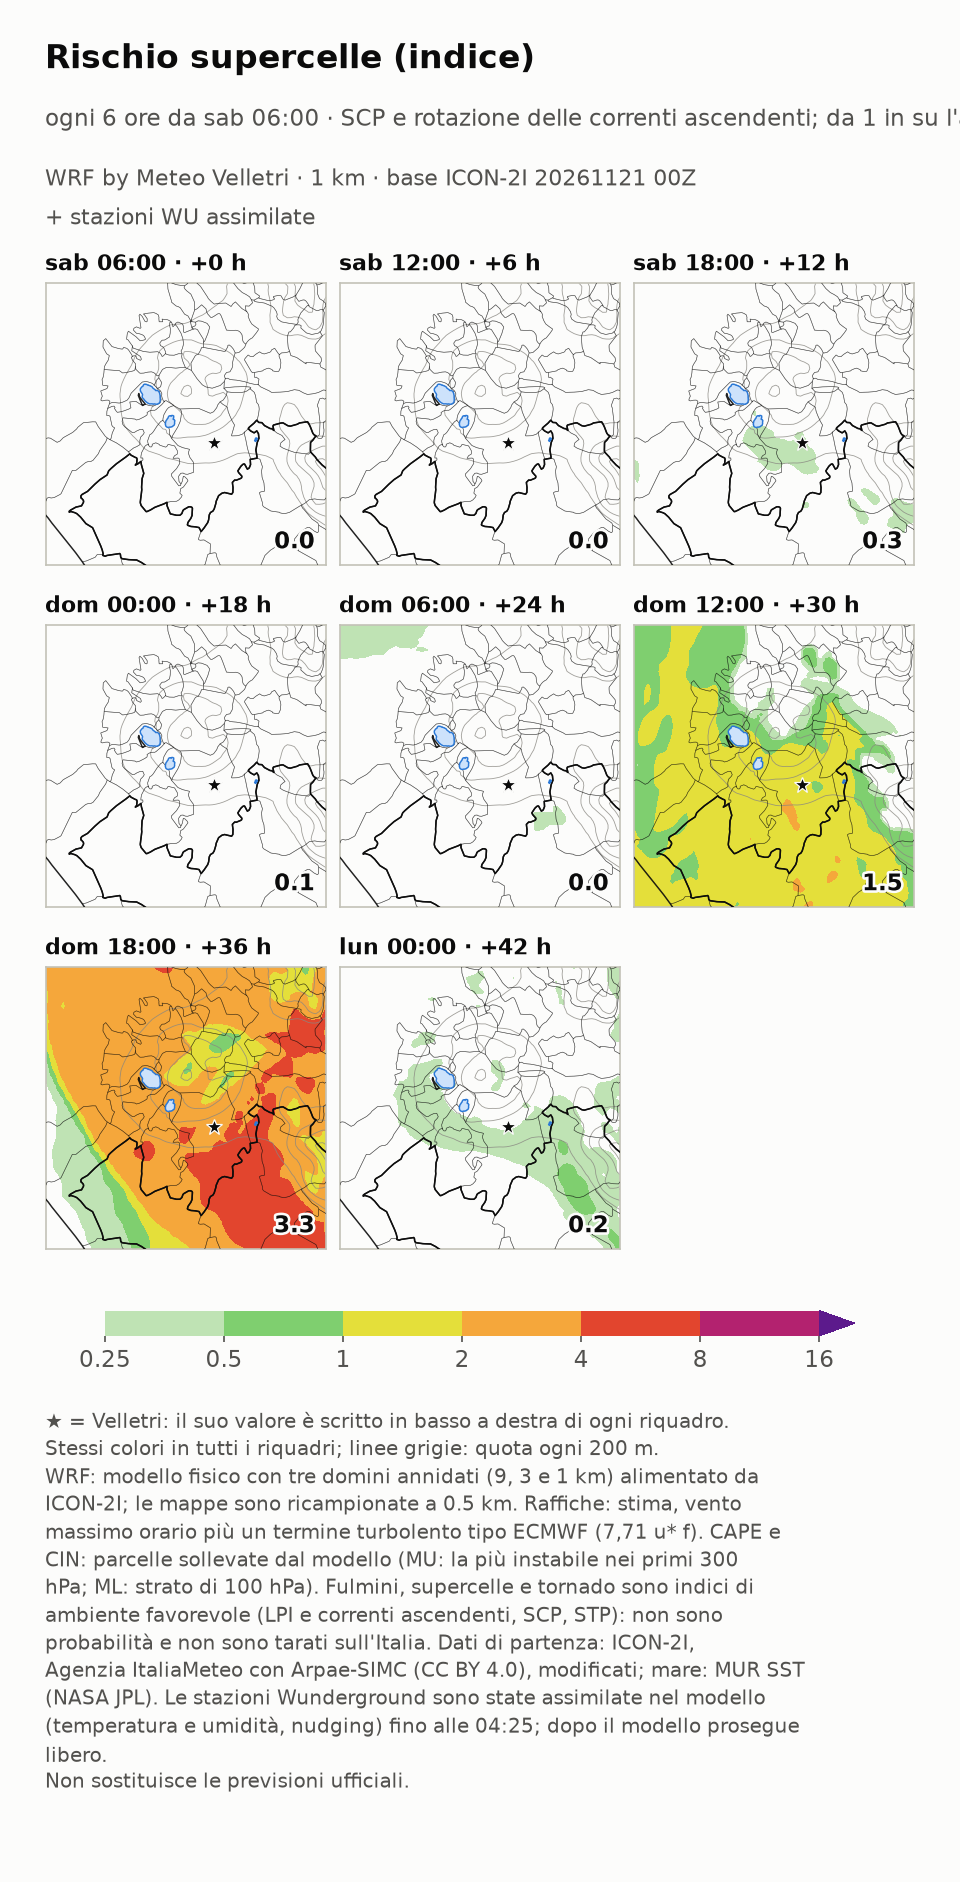 Rischio supercelle (indice)
ogni 6 ore da sab 06:00 · SCP e rotazione delle correnti ascendenti; da 1 in su l'
WRF by Meteo Velletri · 1 km · base ICON-2I 20261121 00Z
+ stazioni WU assimilate
sab 06:00 · +0 h
sab 12:00 · +6 h
sab 18:00 · +12 h
0.0
0.0
0.3
dom 00:00 · +18 h
dom 06:00 · +24 h
dom 12:00 · +30 h
0.1
0.0
1.5
dom 18:00 · +36 h
lun 00:00 · +42 h
3.3
0.2
0.25 0.5 1 2 4 8 16
★ = Velletri: il suo valore è scritto in basso a destra di ogni riquadro.
Stessi colori in tutti i riquadri; linee grigie: quota ogni 200 m.
WRF: modello fisico con tre domini annidati (9, 3 e 1 km) alimentato da
ICON-2I; le mappe sono ricampionate a 0.5 km. Raffiche: stima, vento
massimo orario più un termine turbolento tipo ECMWF (7,71 u* f). CAPE e
CIN: parcelle sollevate dal modello (MU: la più instabile nei primi 300
hPa; ML: strato di 100 hPa). Fulmini, supercelle e tornado sono indici di
ambiente favorevole (LPI e correnti ascendenti, SCP, STP): non sono
probabilità e non sono tarati sull'Italia. Dati di partenza: ICON-2I,
Agenzia ItaliaMeteo con Arpae-SIMC (CC BY 4.0), modificati; mare: MUR SST
(NASA JPL). Le stazioni Wunderground sono state assimilate nel modello
(temperatura e umidità, nudging) fino alle 04:25; dopo il modello prosegue
libero.
Non sostituisce le previsioni ufficiali.